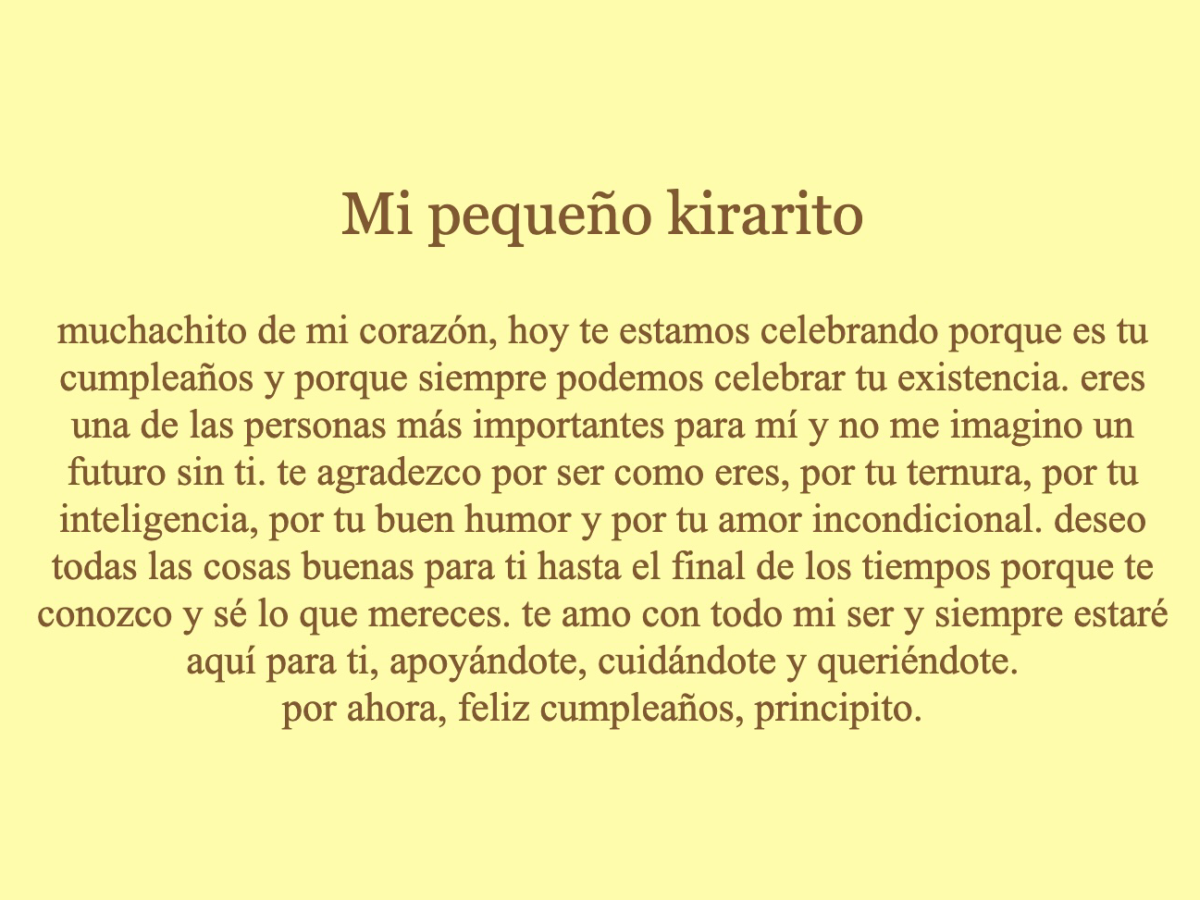 Mi pequeño kirarito
muchachito de mi corazón, hoy te estamos celebrando porque es tu
cumpleaños y porque siempre podemos celebrar tu existencia. eres
una de las personas más importantes para mí y no me imagino un
futuro sin ti. te agradezco por ser como eres, por tu ternura, por tu
inteligencia, por tu buen humor y por tu amor incondicional. deseo
todas las cosas buenas para ti hasta el final de los tiempos porque te
conozco y sé lo que mereces. te amo con todo mi ser y siempre estaré
aquí para ti, apoyándote, cuidándote y queriéndote.
por ahora, feliz cumpleaños, principito.